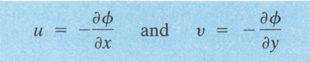 u = -∂φ/∂x and v = -∂φ/∂y